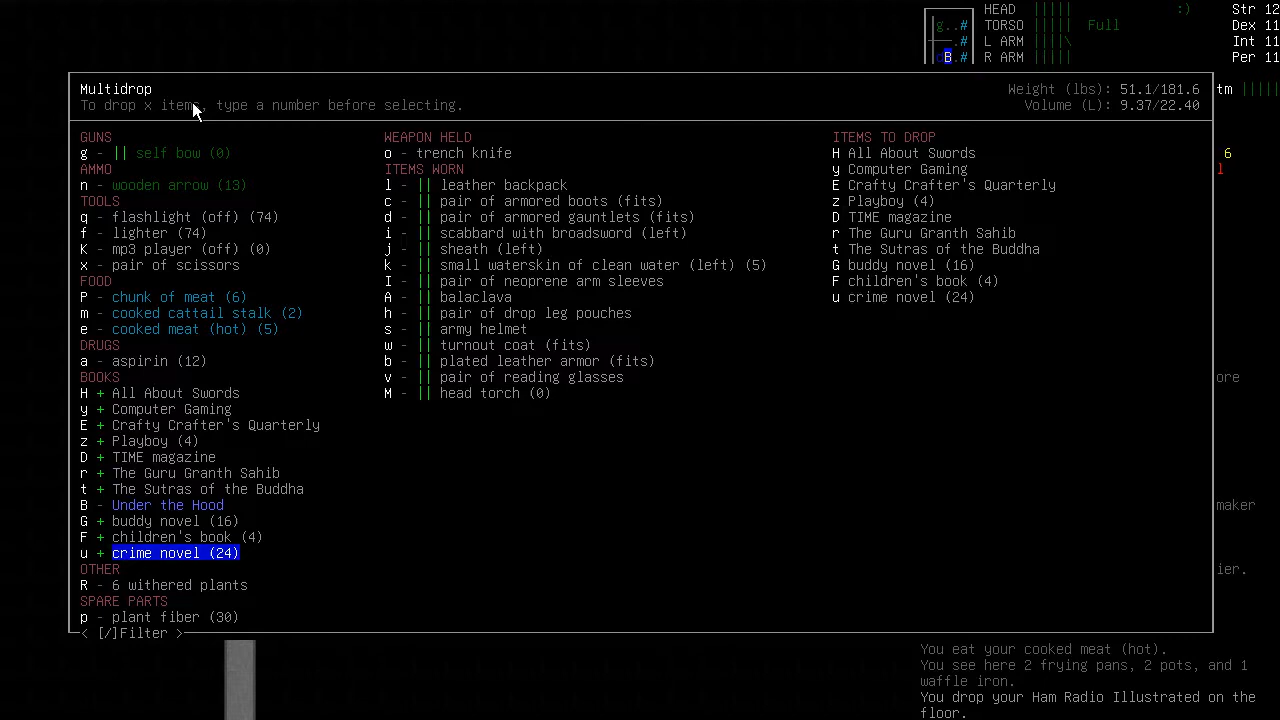 HEAD ||||| :) Str 12
g..# TORSO ||||| Full Dex 11
.# L ARM ||||\ Int 11
B.# R ARM ||||| Per 11
Multidrop Weight (lbs): 51.1/181.6 tm |||||
To drop x items, type a number before selecting. Volume (L): 9.37/22.40
GUNS WEAPON HELD ITEMS TO DROP
g - || self bow (0) o - trench knife H All About Swords 6
AMMO ITEMS WORN y Computer Gaming l
n - wooden arrow (13) l - || leather backpack E Crafty Crafter's Quarterly
TOOLS c - || pair of armored boots (fits) z Playboy (4)
q - flashlight (off) (74) d - || pair of armored gauntlets (fits) D TIME magazine
f - lighter (74) i - || scabbard with broadsword (left) r The Guru Granth Sahib
K - mp3 player (off) (0) j - || sheath (left) t The Sutras of the Buddha
x - pair of scissors k - || small waterskin of clean water (left) (5) G buddy novel (16)
FOOD I - || pair of neoprene arm sleeves F children's book (4)
P - chunk of meat (6) A - || balaclava u crime novel (24)
m - cooked cattail stalk (2) h - || pair of drop leg pouches
e - cooked meat (hot) (5) s - || army helmet
DRUGS w - || turnout coat (fits)
a - aspirin (12) b - || plated leather armor (fits)
BOOKS v - || pair of reading glasses ore
H + All About Swords M - || head torch (0)
y + Computer Gaming
E + Crafty Crafter's Quarterly
z + Playboy (4)
D + TIME magazine
r + The Guru Granth Sahib
t + The Sutras of the Buddha
B - Under the Hood maker
G + buddy novel (16)
F + children's book (4)
u + crime novel (24)
OTHER ier.
R - 6 withered plants
SPARE PARTS
p - plant fiber (30)
< [/]Filter >
You eat your cooked meat (hot).
You see here 2 frying pans, 2 pots, and 1
waffle iron.
You drop your Ham Radio Illustrated on the
floor.